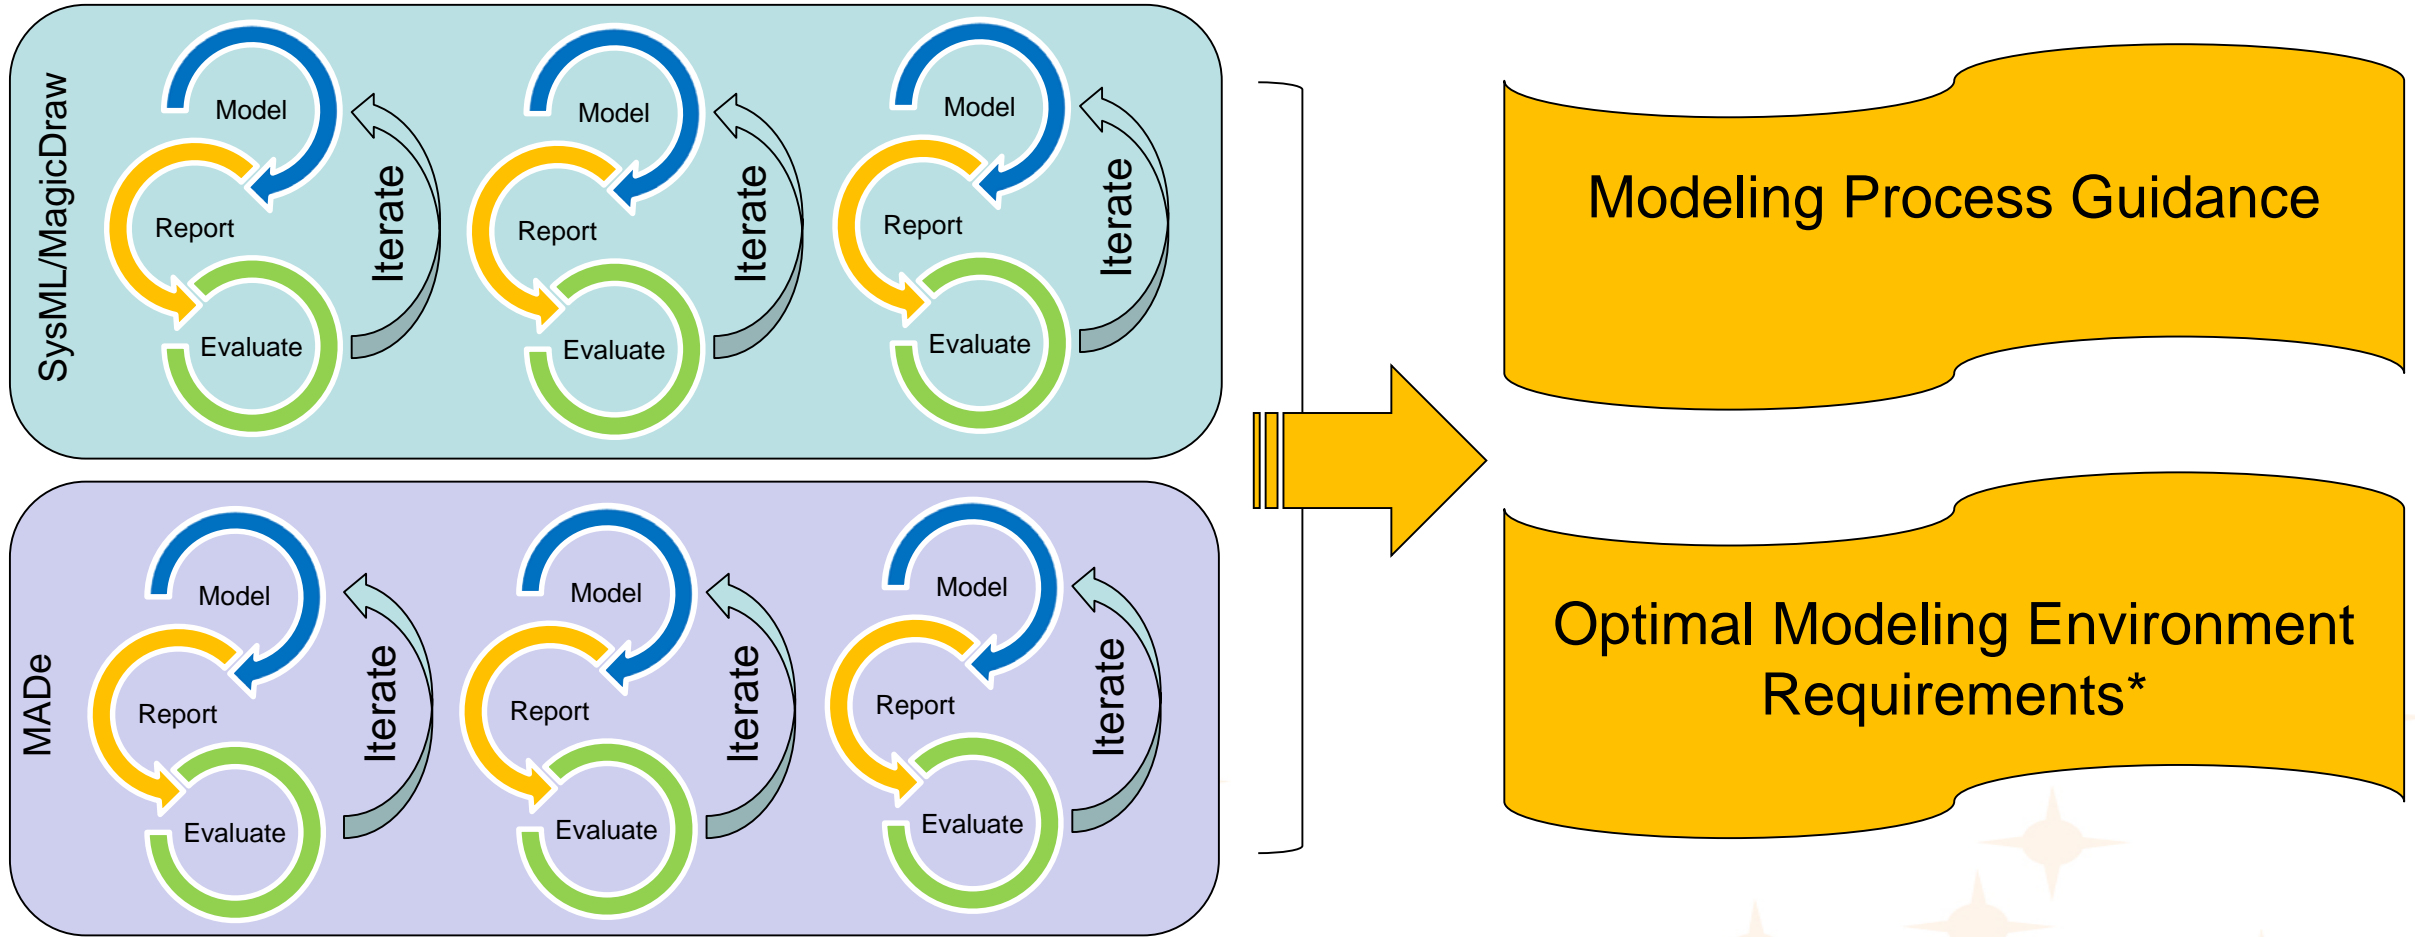 SysML/MagicDraw
Model
Report
Evaluate
Iterate
Model
Report
Evaluate
Iterate
Model
Report
Evaluate
Iterate
MADe
Model
Report
Evaluate
Iterate
Model
Report
Evaluate
Iterate
Model
Report
Evaluate
Iterate
Modeling Process Guidance
Optimal Modeling Environment
Requirements*